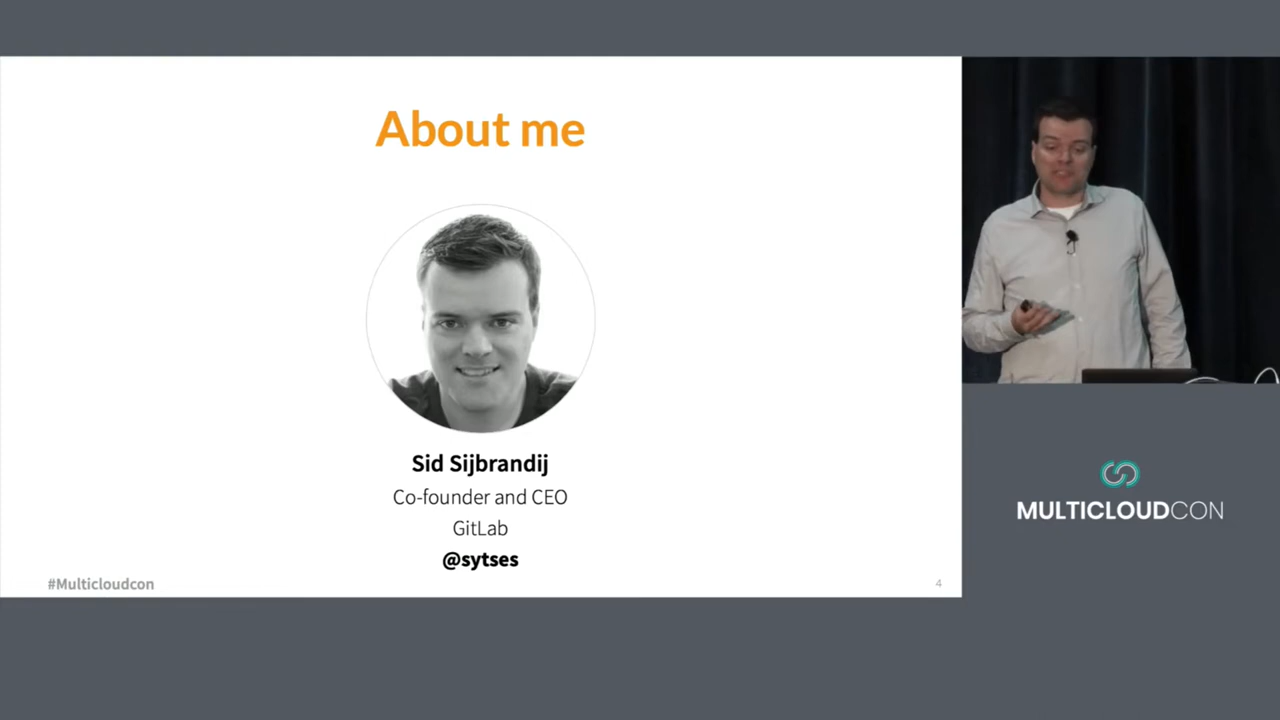 About me
Sid Sijbrandij
Co-founder and CEO
GitLab
@sytses
#Multicloudcon
4
MULTICLOUDCON